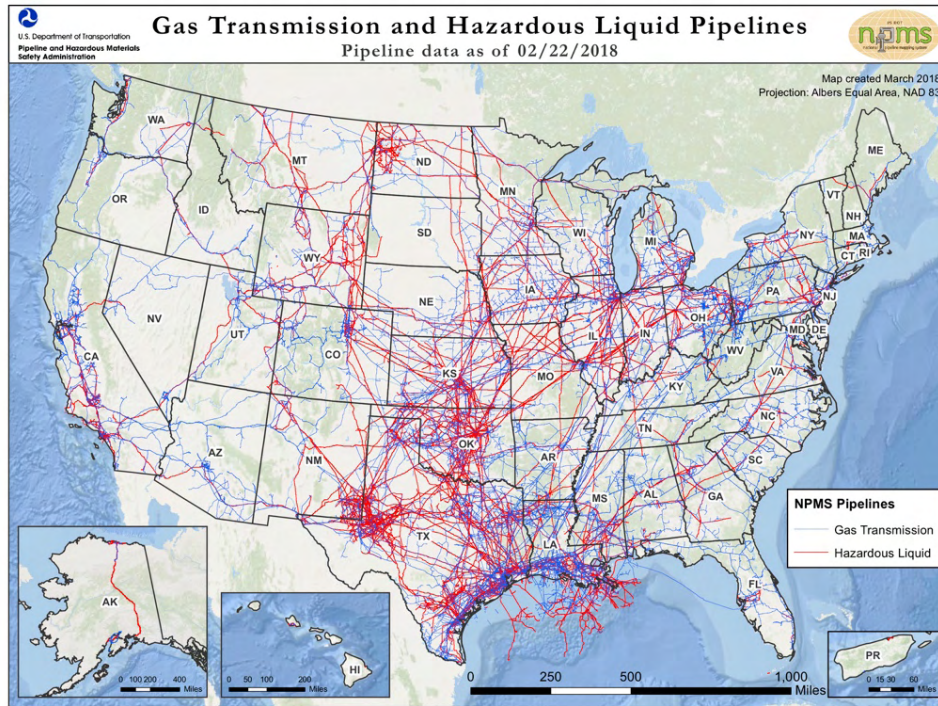 Gas Transmission and Hazardous Liquid Pipelines
Pipeline data as of 02/22/2018
U.S. Department of Transportation
Pipeline and Hazardous Materials
Safety Administration
npms
Map created March 2018
Projection: Albers Equal Area, NAD 83
WA
MT
ND
MN
ME
OR
ID
SD
WI
MI
VT
NH
NY
MA
CT
RI
WY
IA
NE
PA
NJ
NV
UT
CO
IL
IN
OH
MD
DE
WV
CA
KS
MO
KY
VA
AZ
NM
OK
AR
TN
NC
SC
MS
AL
GA
TX
LA
FL
NPMS Pipelines
Gas Transmission
Hazardous Liquid
AK
0 100 200 400
Miles
HI
0 50 100 200
Miles
0 250 500 1,000
Miles
PR
0 15 30 60
Miles